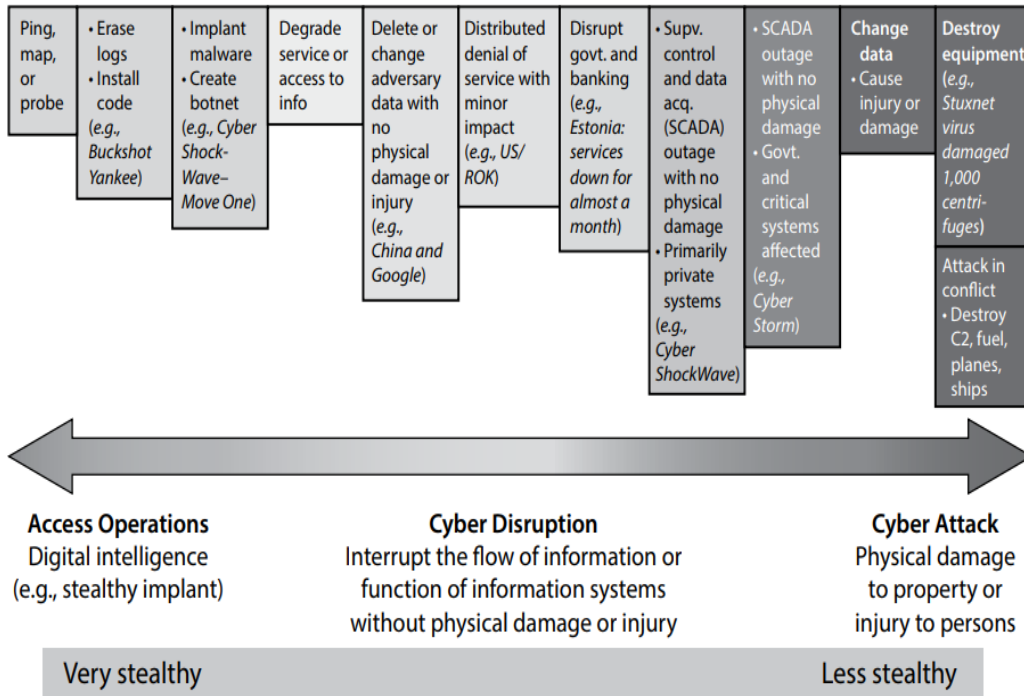 Ping,
map,
or
probe
• Erase
logs
• Install
code
(e.g.,
Buckshot
Yankee)
• Implant
malware
• Create
botnet
(e.g., Cyber
Shock-
Wave–
Move One)
Degrade
service or
access to
info
Delete or
change
adversary
data with
no
physical
damage or
injury
(e.g.,
China and
Google)
Distributed
denial of
service with
minor
impact
(e.g., US/
ROK)
Disrupt
govt. and
banking
(e.g.,
Estonia:
services
down for
almost a
month)
• Supv.
control
and data
acq.
(SCADA)
outage
with no
physical
damage
• Primarily
private
systems
(e.g.,
Cyber
ShockWave)
• SCADA
outage
with no
physical
damage
• Govt.
and
critical
systems
affected
(e.g.,
Cyber
Storm)
Change
data
• Cause
injury or
damage
Destroy
equipment
(e.g.,
Stuxnet
virus
damaged
1,000
centri-
fuges)
Attack in
conflict
• Destroy
C2, fuel,
planes,
ships
Access Operations
Digital intelligence
(e.g., stealthy implant)
Cyber Disruption
Interrupt the flow of information or
function of information systems
without physical damage or injury
Cyber Attack
Physical damage
to property or
injury to persons
Very stealthy
Less stealthy